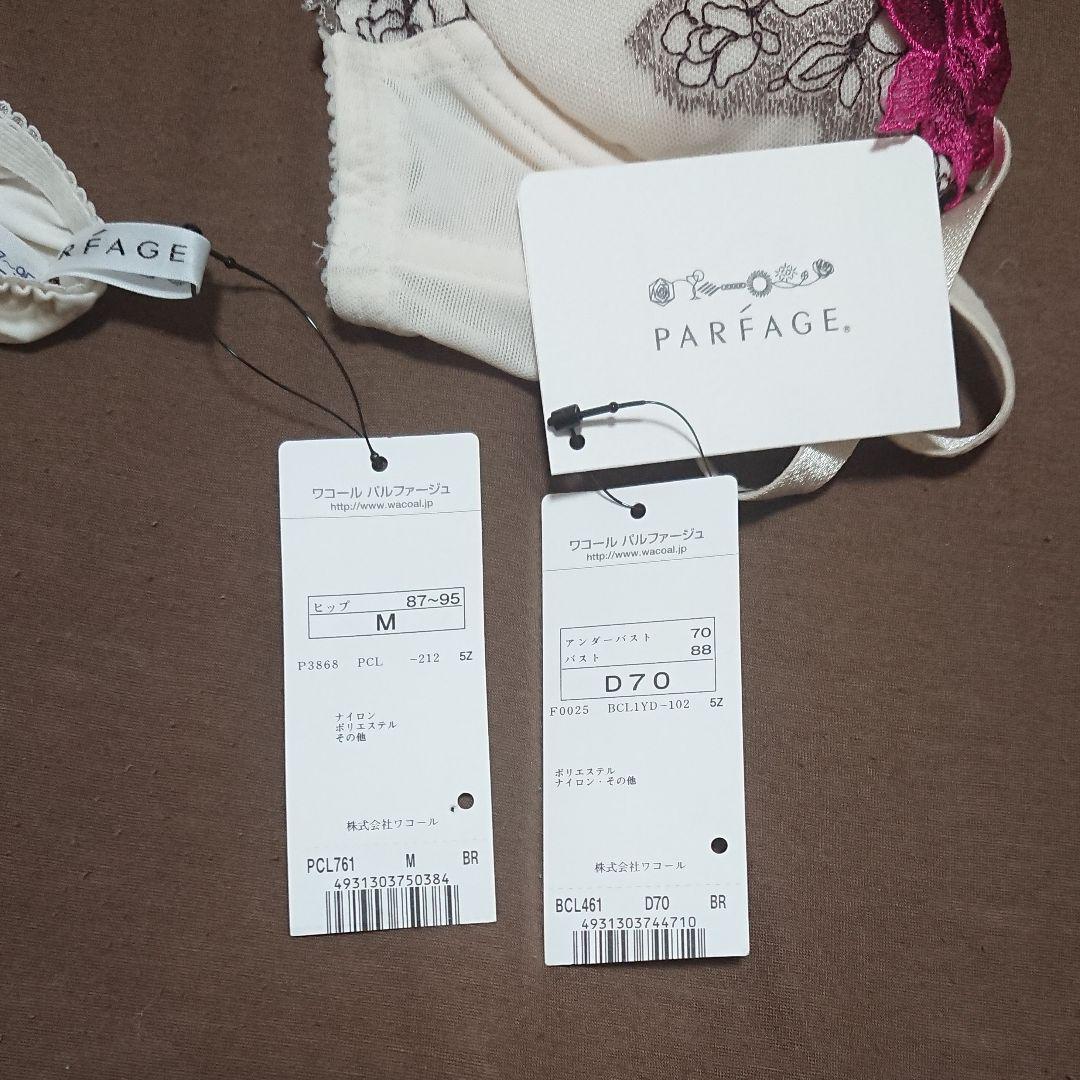 RFAGE
PARFAGE®
ワコール パルファージュ
http://www.wacoal.jp
ヒップ 87~95
M
P3868 PCL -212 5Z
ナイロン
ポリエステル
その他
株式会社ワコール
PCL761 M BR
4931303750384
ワコール パルファージュ
http://www.wacoal.jp
アンダーバスト 70
バスト 88
D70
F0025 BCL1YD-102 5Z
ポリエステル
ナイロン・その他
株式会社ワコール
BCL461 D70 BR
4931303744710